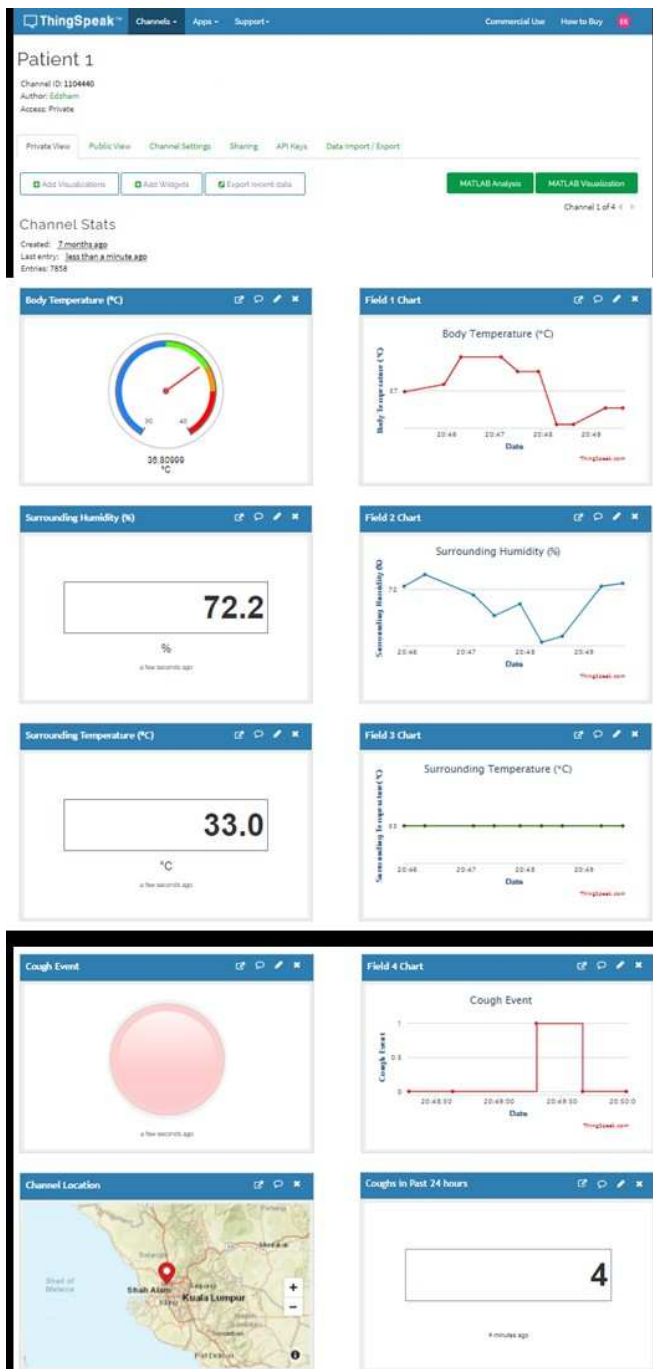 ThingSpeak™ Channels Apps Support Commercial Use How to Buy
Patient 1
Channel ID: 1104440
Author: Edzham
Access: Private
Private View Public View Channel Settings Sharing API Keys Data Import / Export
Add Visualizations Add Widgets Export recent data MATLAB Analysis MATLAB Visualization
Channel 1 of 4
Channel Stats
Created: 7 months ago
Last entry: less than a minute ago
Entries: 7858
Body Temperature (°C)
30 40
36.80999
°C
Field 1 Chart
Body Temperature (°C)
Body Temperature (°C)
37
20:46 20:47 20:48 20:49
Date
ThingSpeak.com
Surrounding Humidity (%)
72.2
%
a few seconds ago
Field 2 Chart
Surrounding Humidity (%)
Surrounding Humidity (%)
72
20:46 20:47 20:48 20:49
Date
ThingSpeak.com
Surrounding Temperature (°C)
33.0
°C
a few seconds ago
Field 3 Chart
Surrounding Temperature (°C)
Surrounding Temperature (°C)
33
20:46 20:47 20:48 20:49
Date
ThingSpeak.com
Cough Event
a few seconds ago
Field 4 Chart
Cough Event
Cough Event
1
0.5
0
20:48:30 20:49:00 20:49:30 20:50:0
Date
ThingSpeak.com
Channel Location
Shah Alam
Klang
Kuala Lumpur
Port Dickson
+
−
Coughs in Past 24 hours
4
4 minutes ago